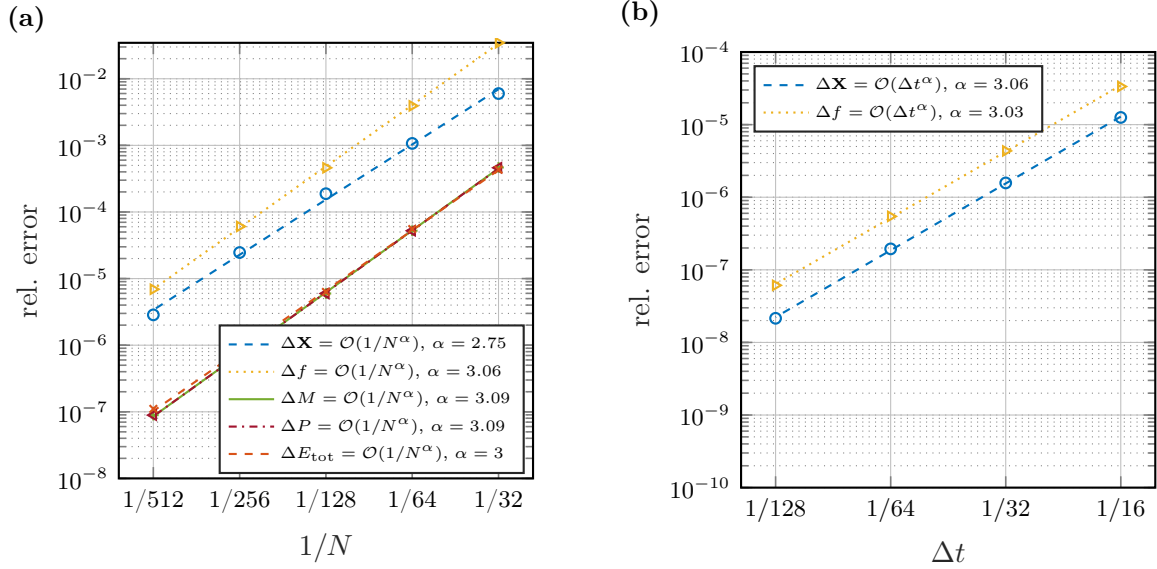 (a)
rel. error
10⁻²
10⁻³
10⁻⁴
10⁻⁵
10⁻⁶
10⁻⁷
10⁻⁸
ΔX = O(1/N^α), α = 2.75
Δf = O(1/N^α), α = 3.06
ΔM = O(1/N^α), α = 3.09
ΔP = O(1/N^α), α = 3.09
ΔE_tot = O(1/N^α), α = 3
1/512 1/256 1/128 1/64 1/32
1/N
(b)
rel. error
10⁻⁴
10⁻⁵
10⁻⁶
10⁻⁷
10⁻⁸
10⁻⁹
10⁻¹⁰
ΔX = O(Δt^α), α = 3.06
Δf = O(Δt^α), α = 3.03
1/128 1/64 1/32 1/16
Δt